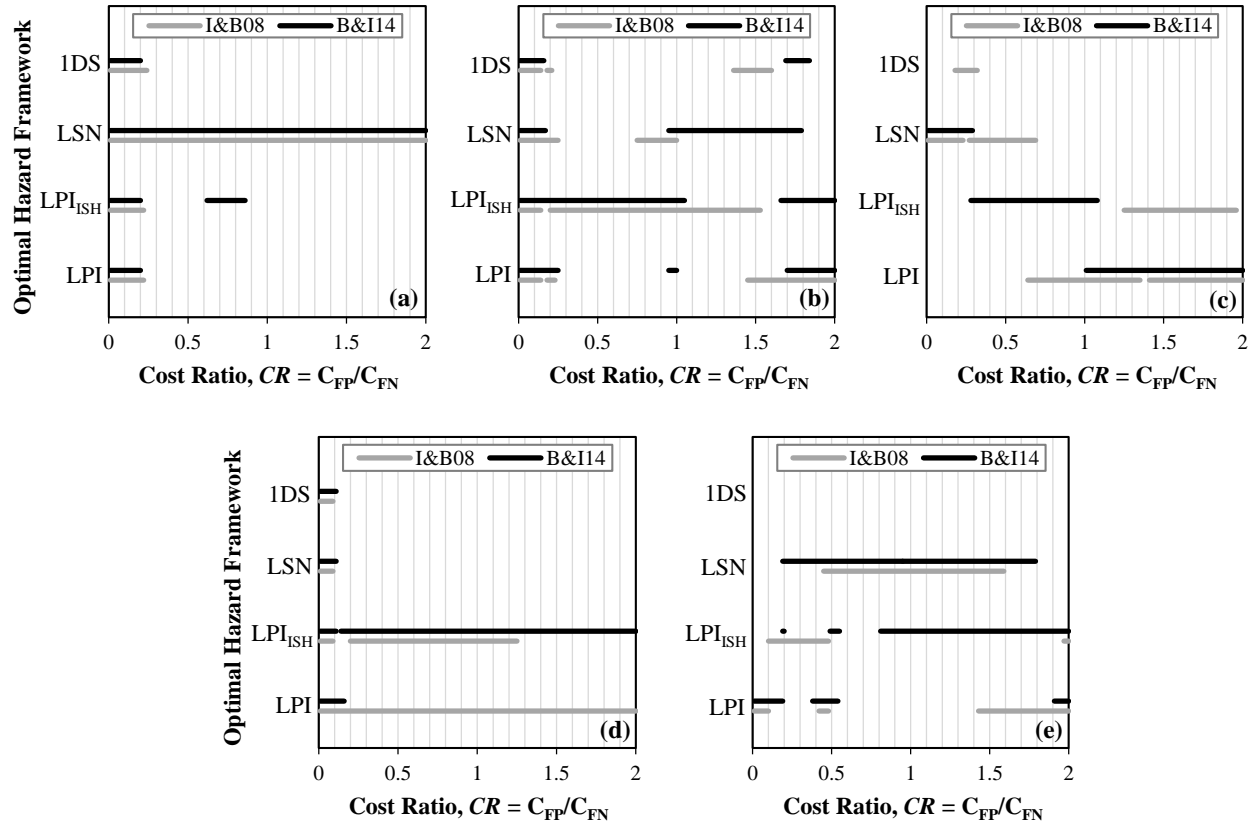 I&B08 B&I14
I&B08 B&I14
I&B08 B&I14
Optimal Hazard Framework
1DS
LSN
LPI_ISH
LPI
(a)
0 0.5 1 1.5 2
Cost Ratio, CR = C_FP/C_FN
1DS
LSN
LPI_ISH
LPI
(b)
0 0.5 1 1.5 2
Cost Ratio, CR = C_FP/C_FN
1DS
LSN
LPI_ISH
LPI
(c)
0 0.5 1 1.5 2
Cost Ratio, CR = C_FP/C_FN
Optimal Hazard Framework
I&B08 B&I14
1DS
LSN
LPI_ISH
LPI
(d)
0 0.5 1 1.5 2
Cost Ratio, CR = C_FP/C_FN
I&B08 B&I14
1DS
LSN
LPI_ISH
LPI
(e)
0 0.5 1 1.5 2
Cost Ratio, CR = C_FP/C_FN